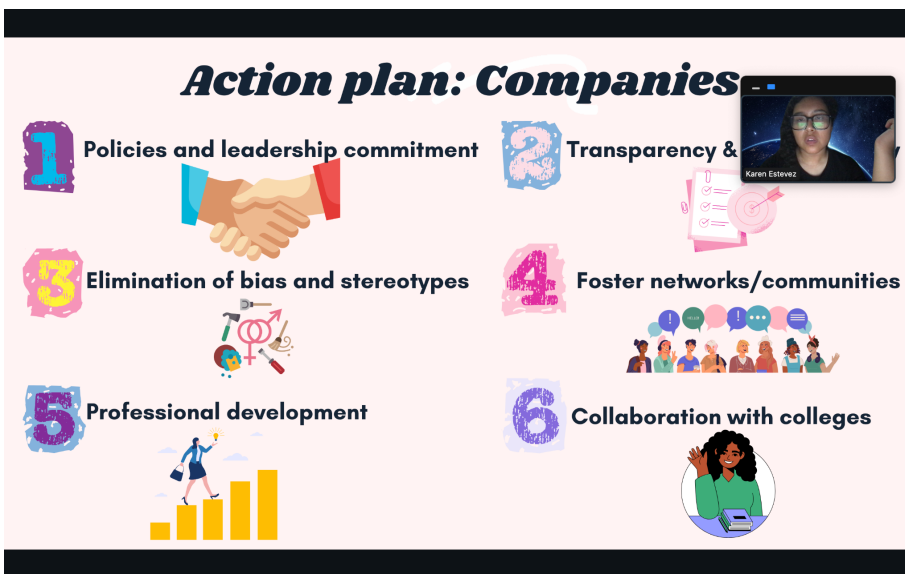 Action plan: Companies
1 Policies and leadership commitment
2 Transparency &
Karen Estevez
3 Elimination of bias and stereotypes
4 Foster networks/communities
HELLO!
5 Professional development
6 Collaboration with colleges